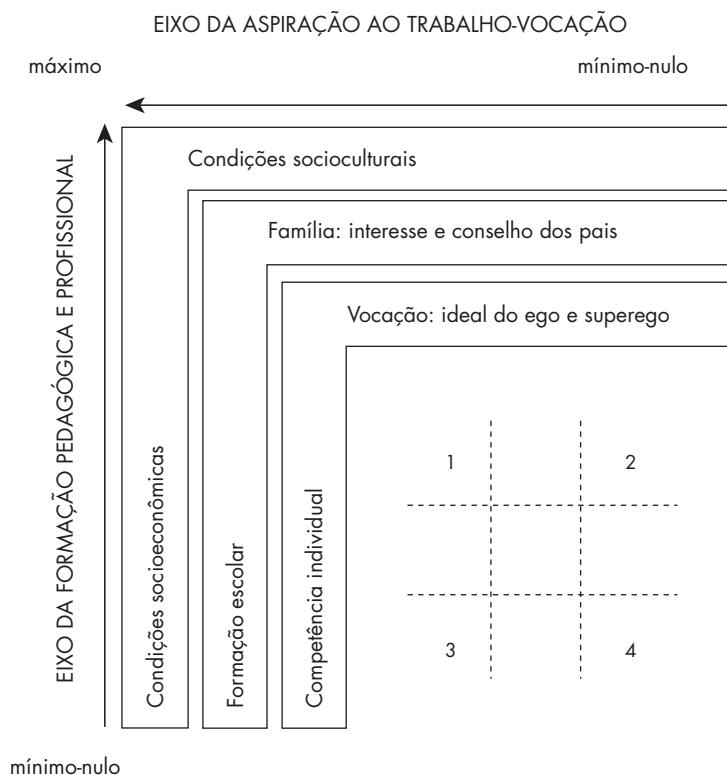 EIXO DA ASPIRAÇÃO AO TRABALHO-VOCAÇÃO
máximo
mínimo-nulo
EIXO DA FORMAÇÃO PEDAGÓGICA E PROFISSIONAL
Condições socioculturais
Família: interesse e conselho dos pais
Vocação: ideal do ego e superego
Condições socioeconômicas
Formação escolar
Competência individual
1
2
3
4
mínimo-nulo